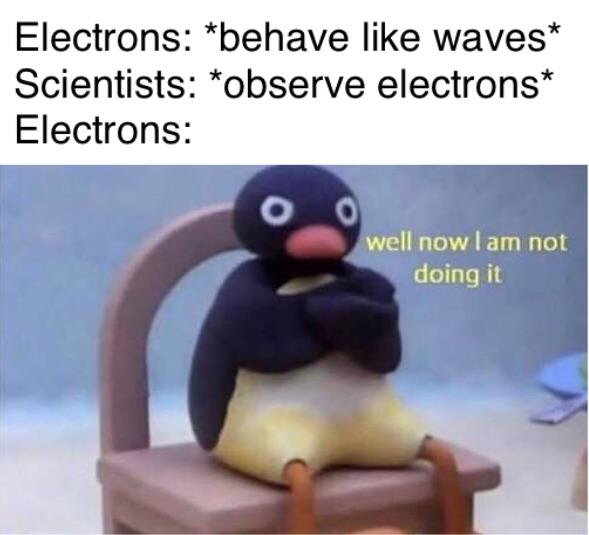 Electrons: *behave like waves*
Scientists: *observe electrons*
Electrons:
well now I am not
doing it